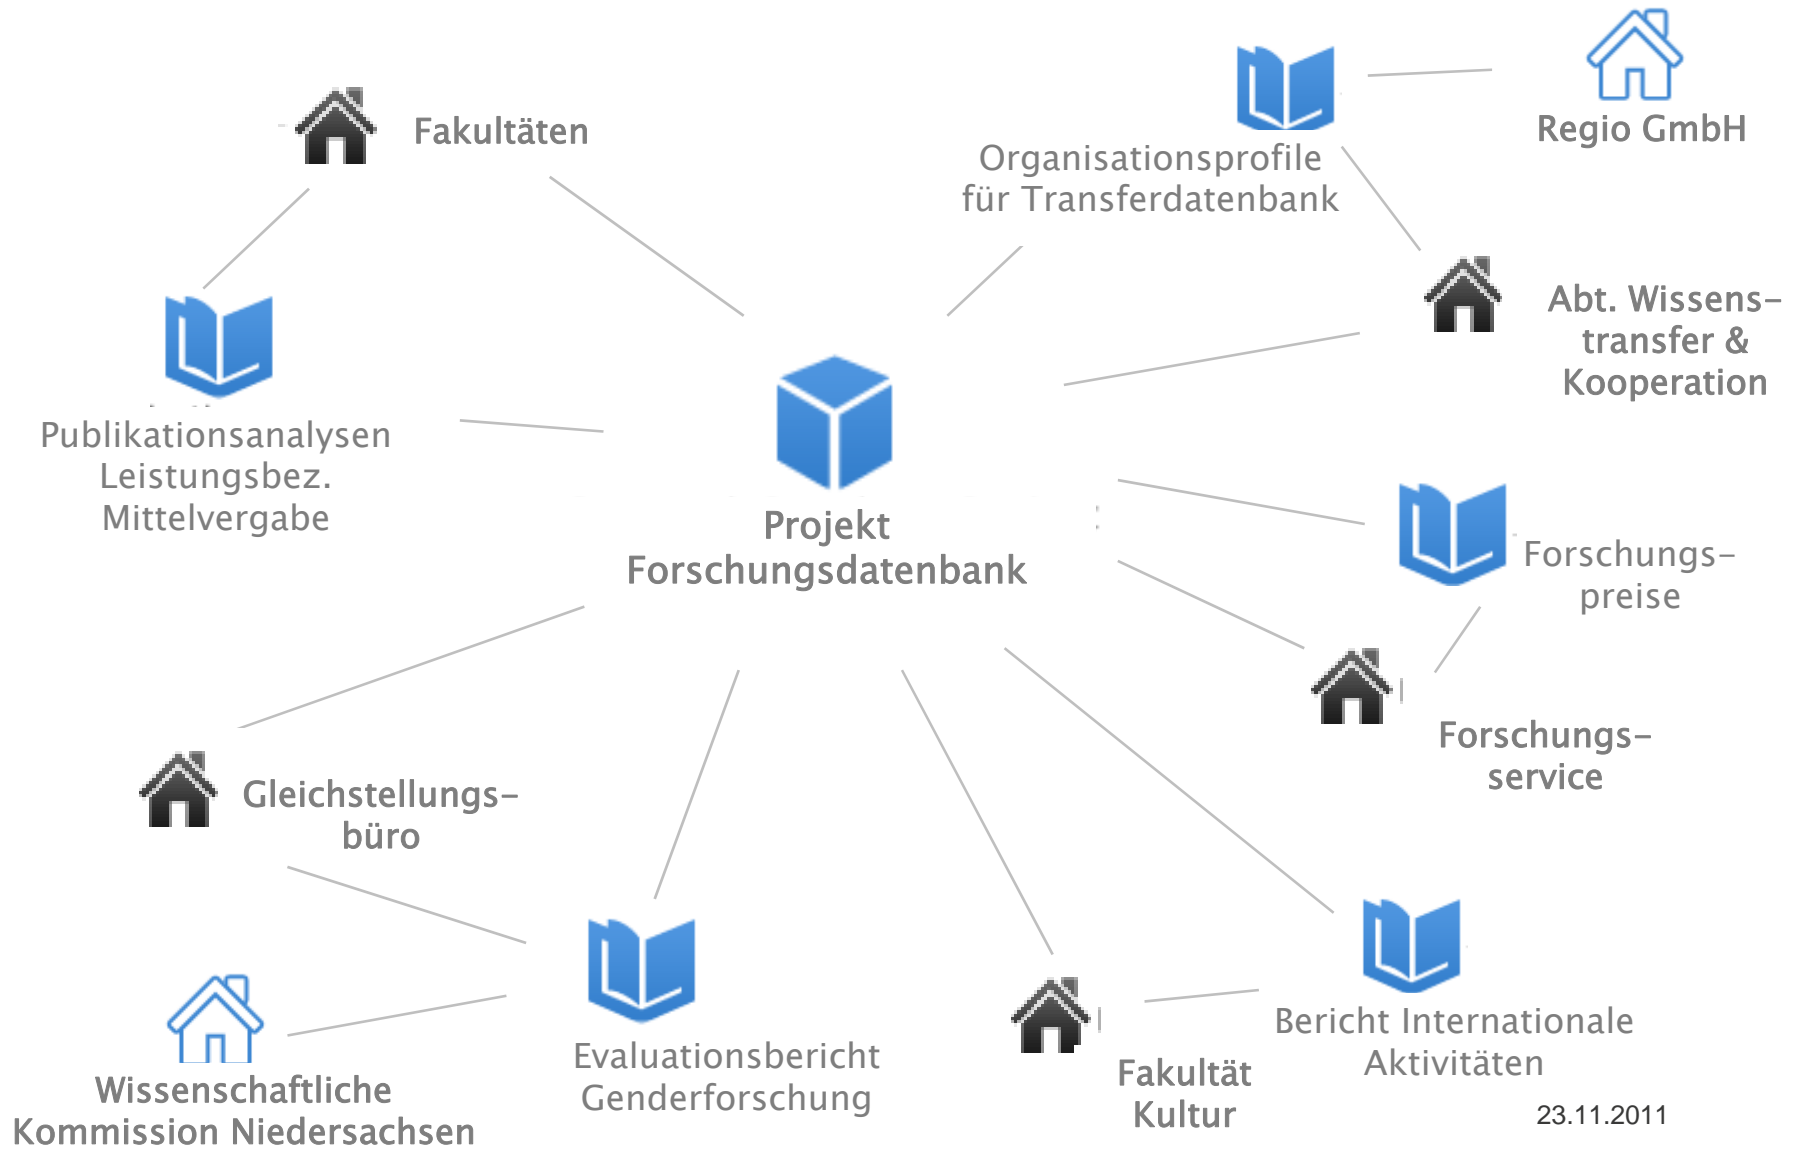 Fakultäten
Regio GmbH
Organisationsprofile
für Transferdatenbank
Abt. Wissens-
transfer &
Kooperation
Publikationsanalysen
Leistungsbez.
Mittelvergabe
Projekt
Forschungsdatenbank
Forschungs-
preise
Forschungs-
service
Gleichstellungs-
büro
Evaluationsbericht
Genderforschung
Bericht Internationale
Aktivitäten
Fakultät
Kultur
Wissenschaftliche
Kommission Niedersachsen
23.11.2011